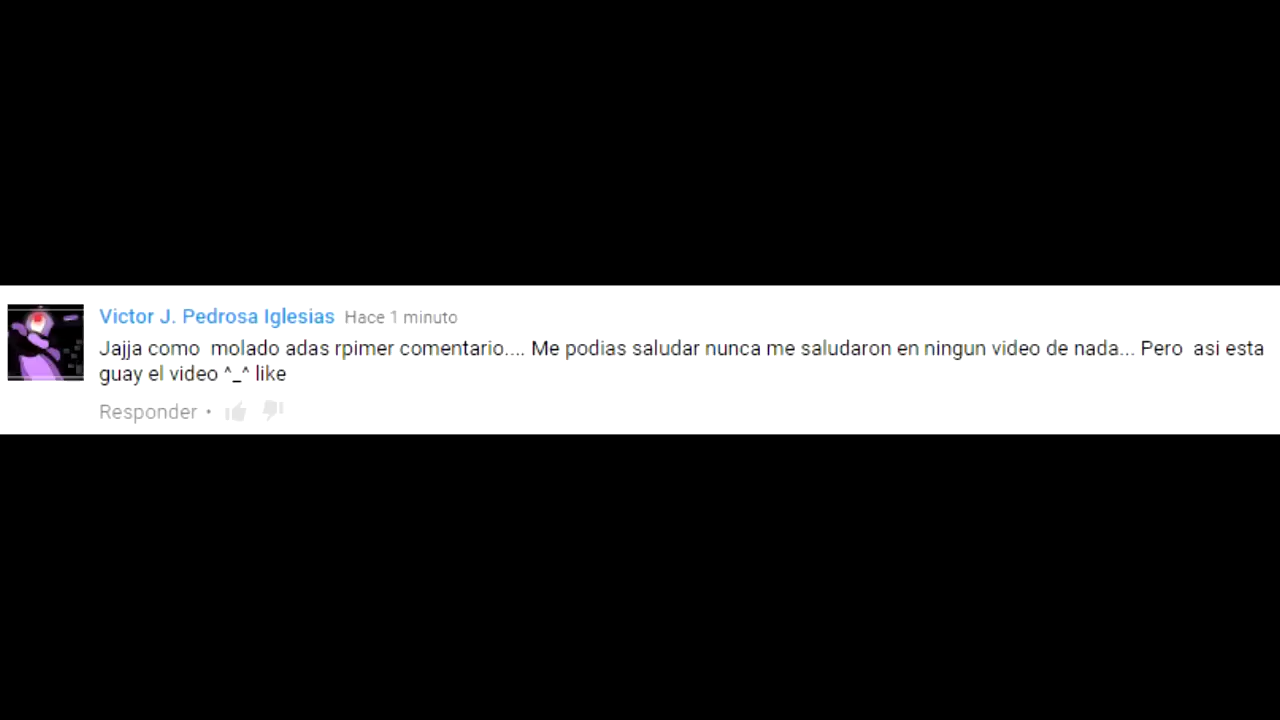 Victor J. Pedrosa Iglesias Hace 1 minuto
Jajja como  molado adas rpimer comentario.... Me podias saludar nunca me saludaron en ningun video de nada... Pero  asi esta
guay el video ^_^ like
Responder •